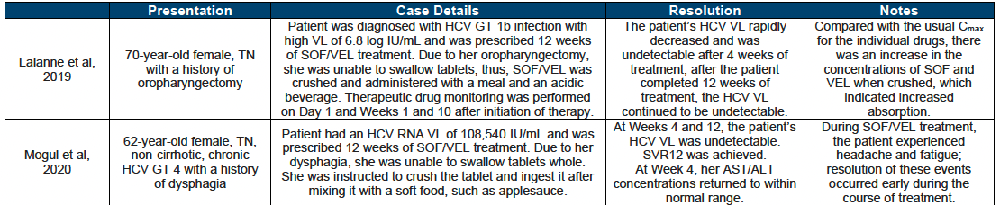 Presentation
Case Details
Resolution
Notes
Lalanne et al,
2019
70-year-old female, TN
with a history of
oropharyngectomy
Patient was diagnosed with HCV GT 1b infection with
high VL of 6.8 log IU/mL and was prescribed 12 weeks
of SOF/VEL treatment. Due to her oropharyngectomy,
she was unable to swallow tablets; thus, SOF/VEL was
crushed and administered with a meal and an acidic
beverage. Therapeutic drug monitoring was performed
on Day 1 and Weeks 1 and 10 after initiation of therapy.
The patient's HCV VL rapidly
decreased and was
undetectable after 4 weeks of
treatment; after the patient
completed 12 weeks of
treatment, the HCV VL
continued to be undetectable.
Compared with the usual Cmax
for the individual drugs, there
was an increase in the
concentrations of SOF and
VEL when crushed, which
indicated increased
absorption.
Mogul et al,
2020
62-year-old female, TN,
non-cirrhotic, chronic
HCV GT 4 with a history
of dysphagia
Patient had an HCV RNA VL of 108,540 IU/mL and was
prescribed 12 weeks of SOF/VEL treatment. Due to her
dysphagia, she was unable to swallow tablets whole.
She was instructed to crush the tablet and ingest it after
mixing it with a soft food, such as applesauce.
At Weeks 4 and 12, the patient's
HCV VL was undetectable.
SVR12 was achieved.
At Week 4, her AST/ALT
concentrations returned to within
normal range.
During SOF/VEL treatment,
the patient experienced
headache and fatigue;
resolution of these events
occurred early during the
course of treatment.